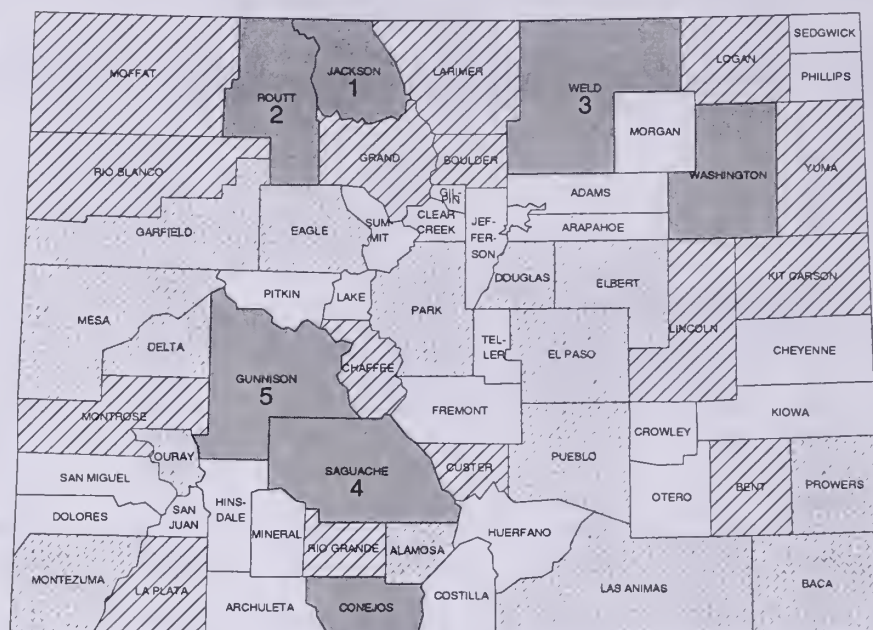 SEDGWICK
MOFFAT
JACKSON
1
LARIMER
LOGAN
PHILLIPS
ROUTT
2
WELD
3
MORGAN
RIO BLANCO
GRAND
BOULDER
WASHINGTON
YUMA
GIL-
PIN
ADAMS
GARFIELD
EAGLE
SUM-
MIT
CLEAR
CREEK
JEF-
FER-
SON
ARAPAHOE
DOUGLAS
ELBERT
KIT CARSON
MESA
PITKIN
LAKE
PARK
LINCOLN
DELTA
TEL-
LER
EL PASO
CHEYENNE
GUNNISON
5
CHAFFEE
MONTROSE
FREMONT
KIOWA
CROWLEY
OURAY
PUEBLO
SAGUACHE
4
CUSTER
SAN MIGUEL
OTERO
BENT
PROWERS
DOLORES
SAN
JUAN
HINS-
DALE
MINERAL
HUERFANO
RIO GRANDE
ALAMOSA
MONTEZUMA
LA PLATA
LAS ANIMAS
BACA
ARCHULETA
CONEJOS
COSTILLA